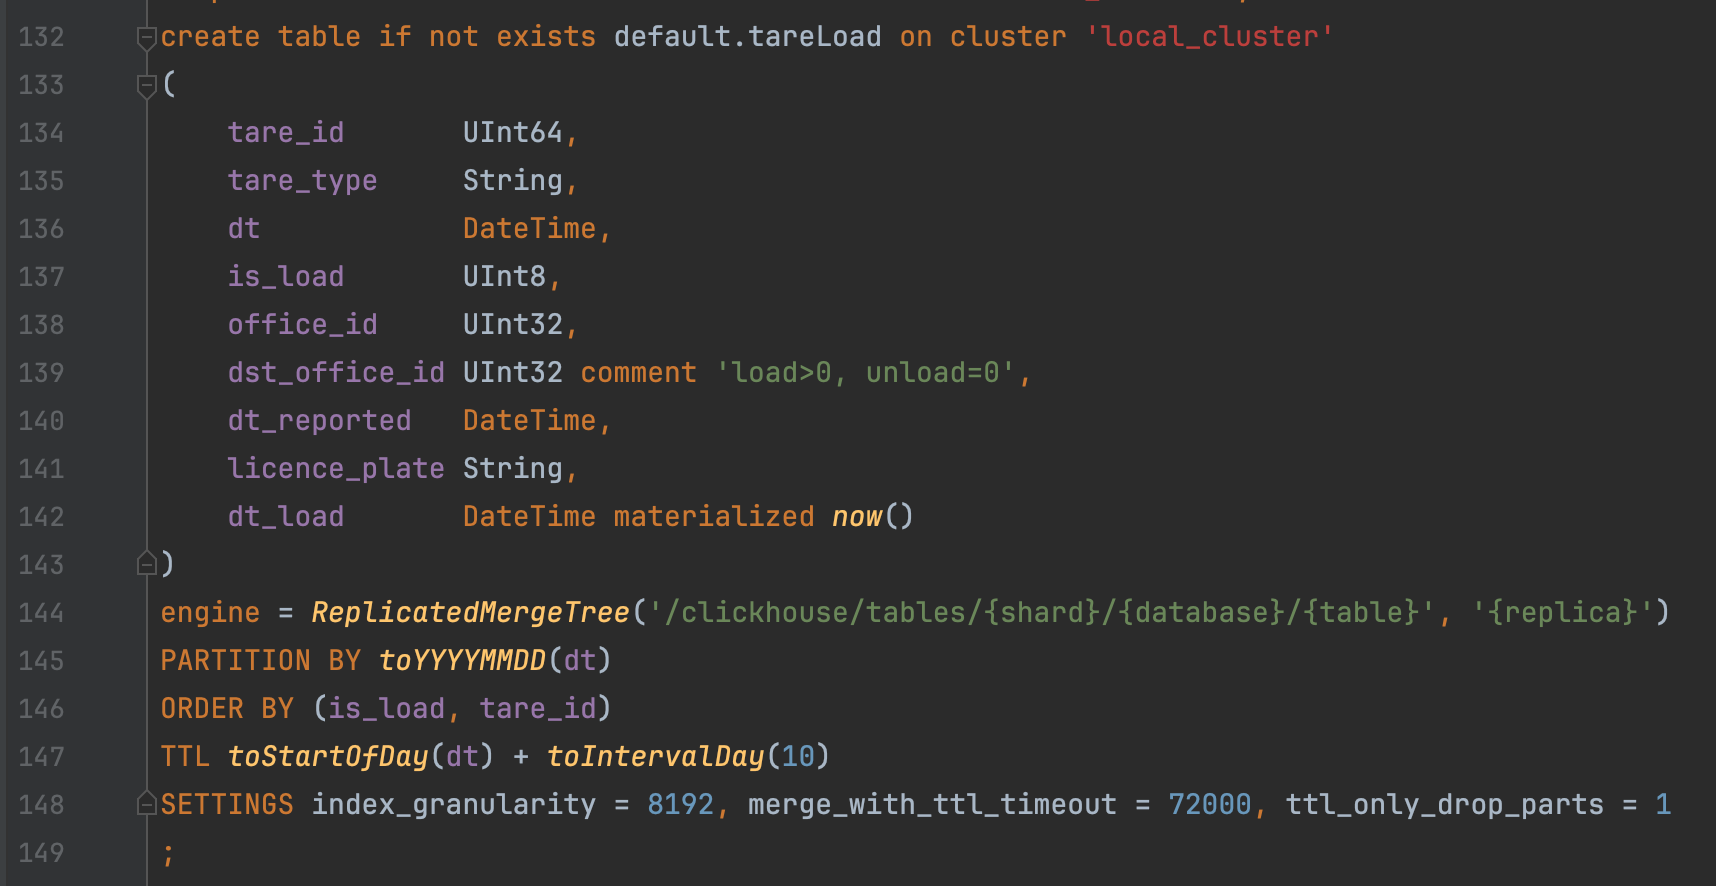 132 create table if not exists default.tareLoad on cluster 'local_cluster'
133 (
134 tare_id UInt64,
135 tare_type String,
136 dt DateTime,
137 is_load UInt8,
138 office_id UInt32,
139 dst_office_id UInt32 comment 'load>0, unload=0',
140 dt_reported DateTime,
141 licence_plate String,
142 dt_load DateTime materialized now()
143 )
144 engine = ReplicatedMergeTree('/clickhouse/tables/{shard}/{database}/{table}', '{replica}')
145 PARTITION BY toYYYYMMDD(dt)
146 ORDER BY (is_load, tare_id)
147 TTL toStartOfDay(dt) + toIntervalDay(10)
148 SETTINGS index_granularity = 8192, merge_with_ttl_timeout = 72000, ttl_only_drop_parts = 1
149 ;